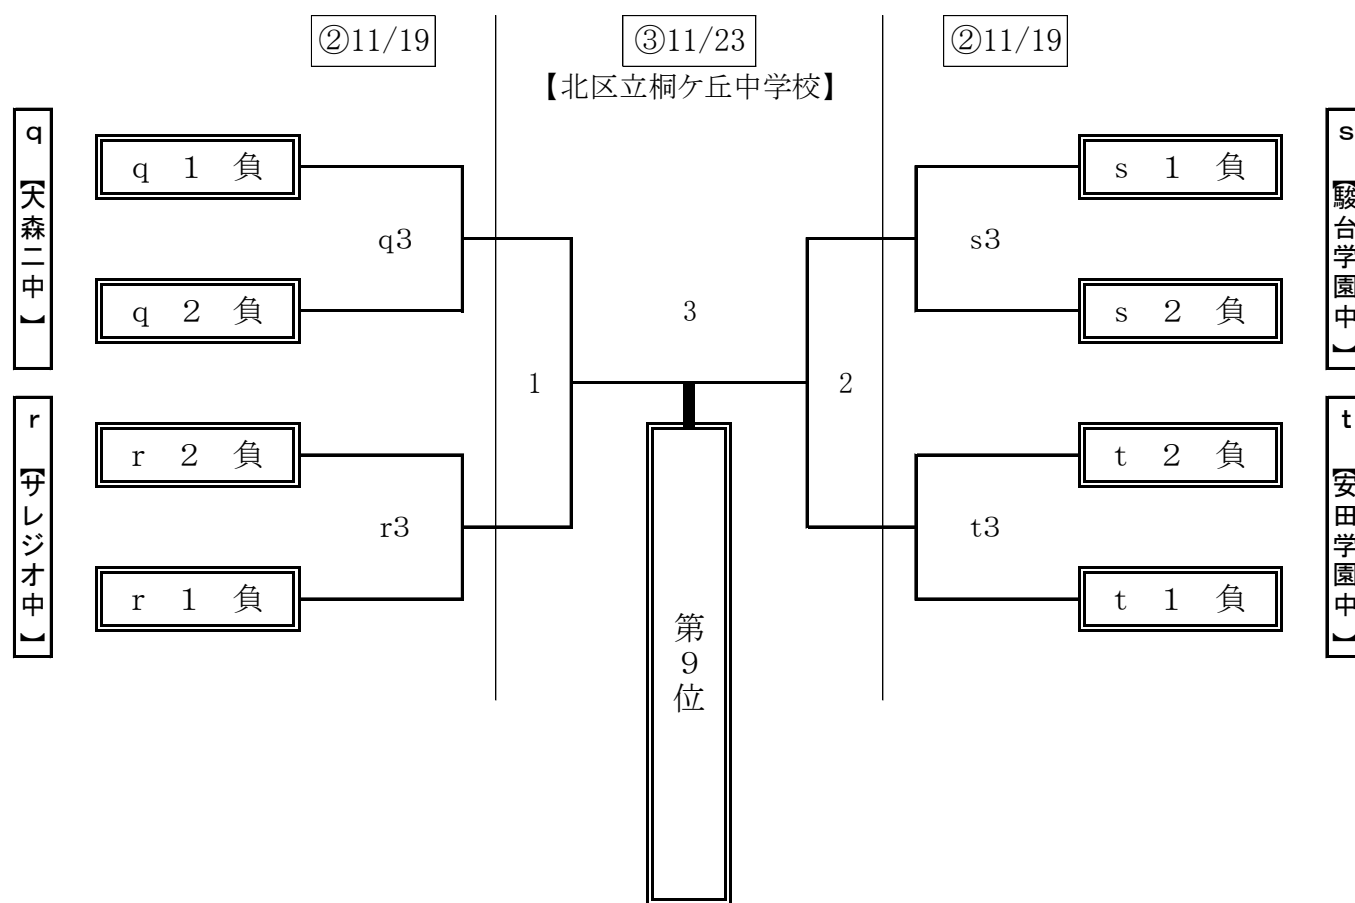 ②11/19
③11/23
②11/19
【北区立桐ケ丘中学校】
q 【大森二中】
q 1 負
q3
q 2 負
r 【サレジオ中】
r 2 負
r3
r 1 負
1
3
2
第9位
s 1 負
s3
s 2 負
s 【駿台学園中】
t 2 負
t3
t 1 負
t 【安田学園中】